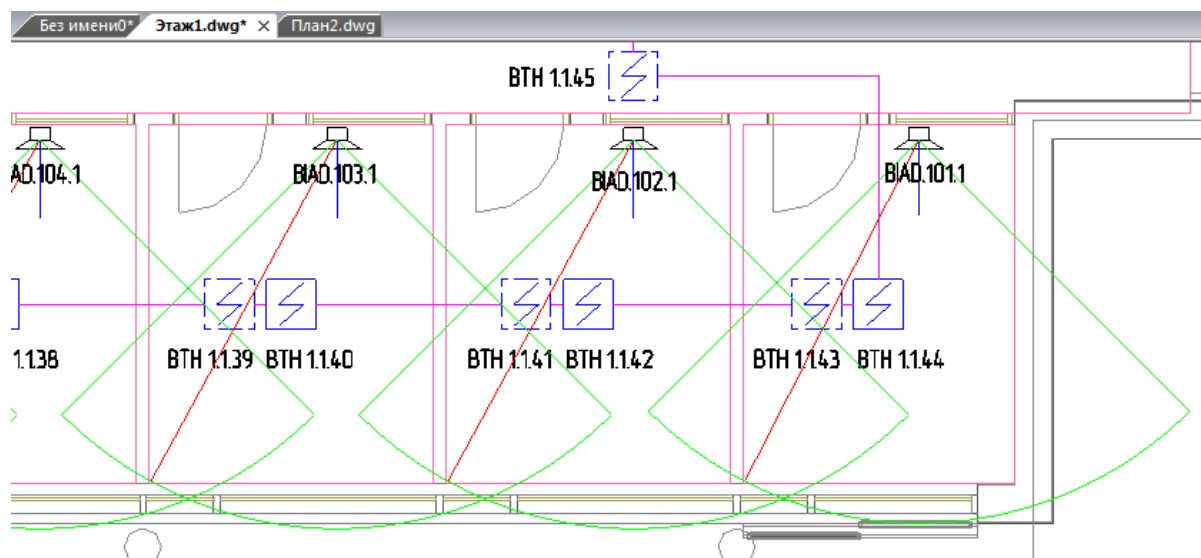 Без имени0* Этаж1.dwg* План2.dwg
BTH 1.1.45
BIAD.104.1 BIAD.103.1 BIAD.102.1 BIAD.101.1
1.1.38 BTH 1.1.39 BTH 1.1.40 BTH 1.1.41 BTH 1.1.42 BTH 1.1.43 BTH 1.1.44